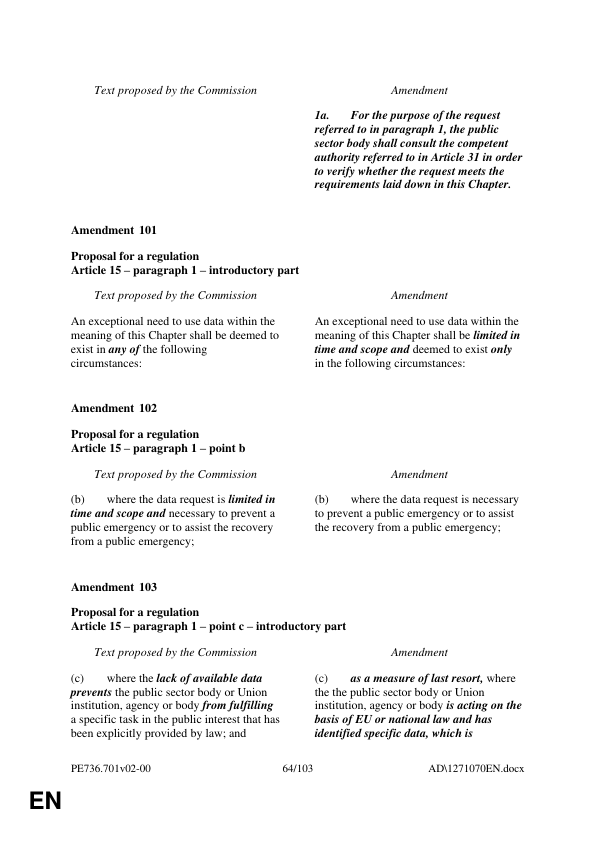 Text proposed by the Commission
Amendment
1a. For the purpose of the request
referred to in paragraph 1, the public
sector body shall consult the competent
authority referred to in Article 31 in order
to verify whether the request meets the
requirements laid down in this Chapter.
Amendment 101
Proposal for a regulation
Article 15 – paragraph 1 – introductory part
Text proposed by the Commission
Amendment
An exceptional need to use data within the
meaning of this Chapter shall be deemed to
exist in any of the following
circumstances:
An exceptional need to use data within the
meaning of this Chapter shall be limited in
time and scope and deemed to exist only
in the following circumstances:
Amendment 102
Proposal for a regulation
Article 15 – paragraph 1 – point b
Text proposed by the Commission
Amendment
(b) where the data request is limited in
time and scope and necessary to prevent a
public emergency or to assist the recovery
from a public emergency;
(b) where the data request is necessary
to prevent a public emergency or to assist
the recovery from a public emergency;
Amendment 103
Proposal for a regulation
Article 15 – paragraph 1 – point c – introductory part
Text proposed by the Commission
Amendment
(c) where the lack of available data
prevents the public sector body or Union
institution, agency or body from fulfilling
a specific task in the public interest that has
been explicitly provided by law; and
(c) as a measure of last resort, where
the the public sector body or Union
institution, agency or body is acting on the
basis of EU or national law and has
identified specific data, which is
PE736.701v02-00
64/103
AD\1271070EN.docx
EN